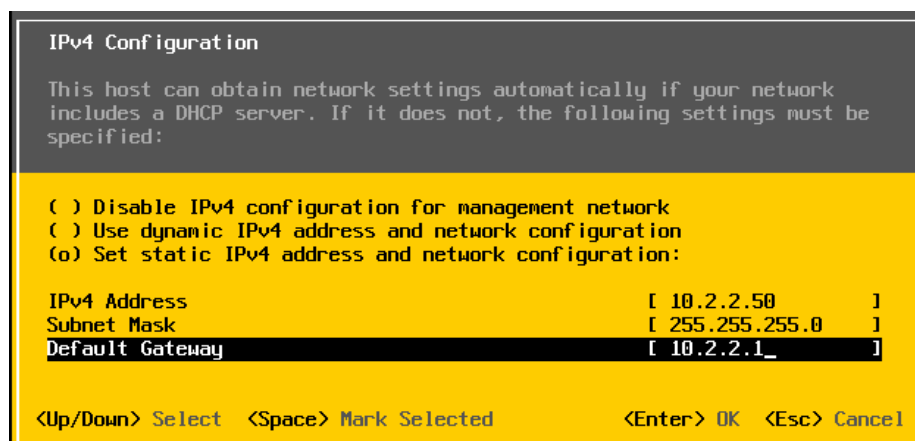 IPv4 Configuration
This host can obtain network settings automatically if your network
includes a DHCP server. If it does not, the following settings must be
specified:
( ) Disable IPv4 configuration for management network
( ) Use dynamic IPv4 address and network configuration
(o) Set static IPv4 address and network configuration:
IPv4 Address [ 10.2.2.50 ]
Subnet Mask [ 255.255.255.0 ]
Default Gateway [ 10.2.2.1_ ]
<Up/Down> Select <Space> Mark Selected <Enter> OK <Esc> Cancel